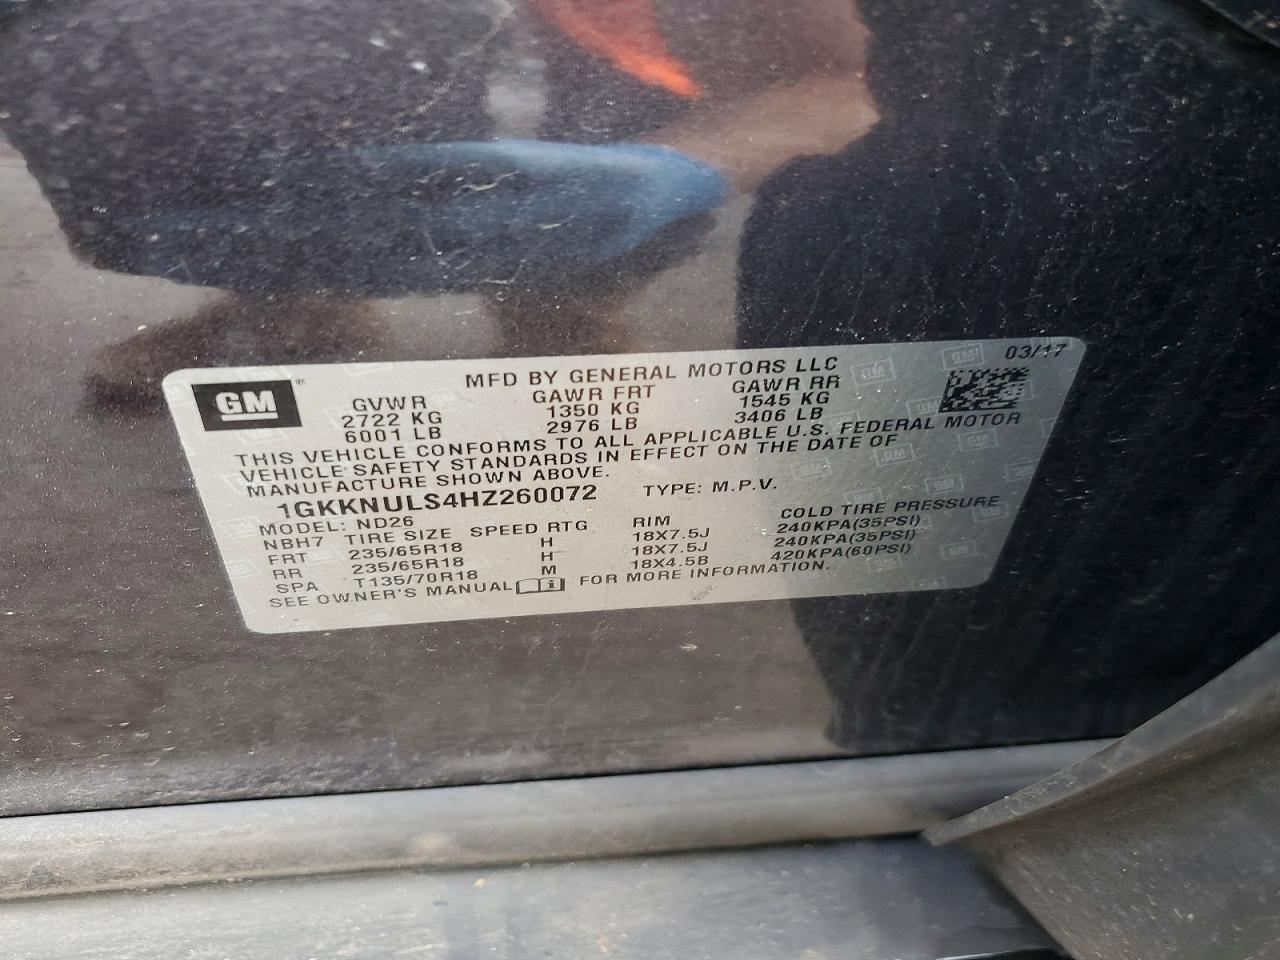 03/17
GM ®
MFD BY GENERAL MOTORS LLC
GVWR GAWR FRT GAWR RR
2722 KG 1350 KG 1545 KG
6001 LB 2976 LB 3406 LB
THIS VEHICLE CONFORMS TO ALL APPLICABLE U.S. FEDERAL MOTOR
VEHICLE SAFETY STANDARDS IN EFFECT ON THE DATE OF
MANUFACTURE SHOWN ABOVE.
1GKKNULS4HZ260072 TYPE: M.P.V.
MODEL: ND26
NBH7 TIRE SIZE SPEED RTG RIM COLD TIRE PRESSURE
FRT 235/65R18 H 18X7.5J 240KPA(35PSI)
RR 235/65R18 H 18X7.5J 240KPA(35PSI)
SPA T135/70R18 M 18X4.5B 420KPA(60PSI)
SEE OWNER'S MANUAL FOR MORE INFORMATION.